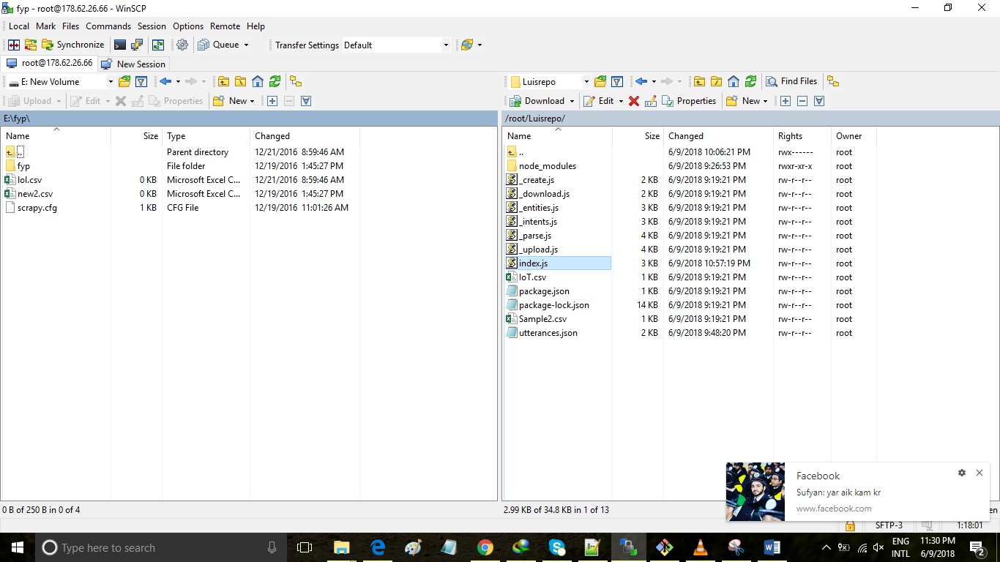 fyp - root@178.62.26.66 - WinSCP
Local Mark Files Commands Session Options Remote Help
Synchronize Queue Transfer Settings Default
root@178.62.26.66 New Session
E: New Volume Luisrepo Find Files
Upload Edit Properties New Download Edit Properties New
E:\fyp\ /root/Luisrepo/
Name Size Type Changed Name Size Changed Rights Owner
.. Parent directory 12/21/2016 8:59:46 AM .. 6/9/2018 10:06:21 PM rwx------ root
fyp File folder 12/19/2016 1:45:27 PM node_modules 6/9/2018 9:26:53 PM rwxr-xr-x root
lol.csv 0 KB Microsoft Excel C... 12/21/2016 8:59:46 AM _create.js 2 KB 6/9/2018 9:19:21 PM rw-r--r-- root
new2.csv 0 KB Microsoft Excel C... 12/19/2016 1:45:27 PM _download.js 2 KB 6/9/2018 9:19:21 PM rw-r--r-- root
scrapy.cfg 1 KB CFG File 12/19/2016 11:01:26 AM _entities.js 3 KB 6/9/2018 9:19:21 PM rw-r--r-- root
_intents.js 3 KB 6/9/2018 9:19:21 PM rw-r--r-- root
_parse.js 4 KB 6/9/2018 9:19:21 PM rw-r--r-- root
_upload.js 4 KB 6/9/2018 9:19:21 PM rw-r--r-- root
index.js 3 KB 6/9/2018 10:57:19 PM rw-r--r-- root
IoT.csv 1 KB 6/9/2018 9:19:21 PM rw-r--r-- root
package.json 1 KB 6/9/2018 9:19:21 PM rw-r--r-- root
package-lock.json 14 KB 6/9/2018 9:19:21 PM rw-r--r-- root
Sample2.csv 1 KB 6/9/2018 9:19:21 PM rw-r--r-- root
utterances.json 2 KB 6/9/2018 9:48:20 PM rw-r--r-- root
Facebook
Sufyan: yar aik kam kr
www.facebook.com
0 B of 250 B in 0 of 4 2.99 KB of 34.8 KB in 1 of 13
SFTP-3 1:18:01
Type here to search ENG 11:30 PM
INTL 6/9/2018 2